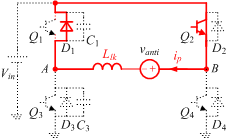 Q1 D1 C1 Q2 D2
Vin
Llk vanti ip
A B
Q3 D3 C3 Q4 D4